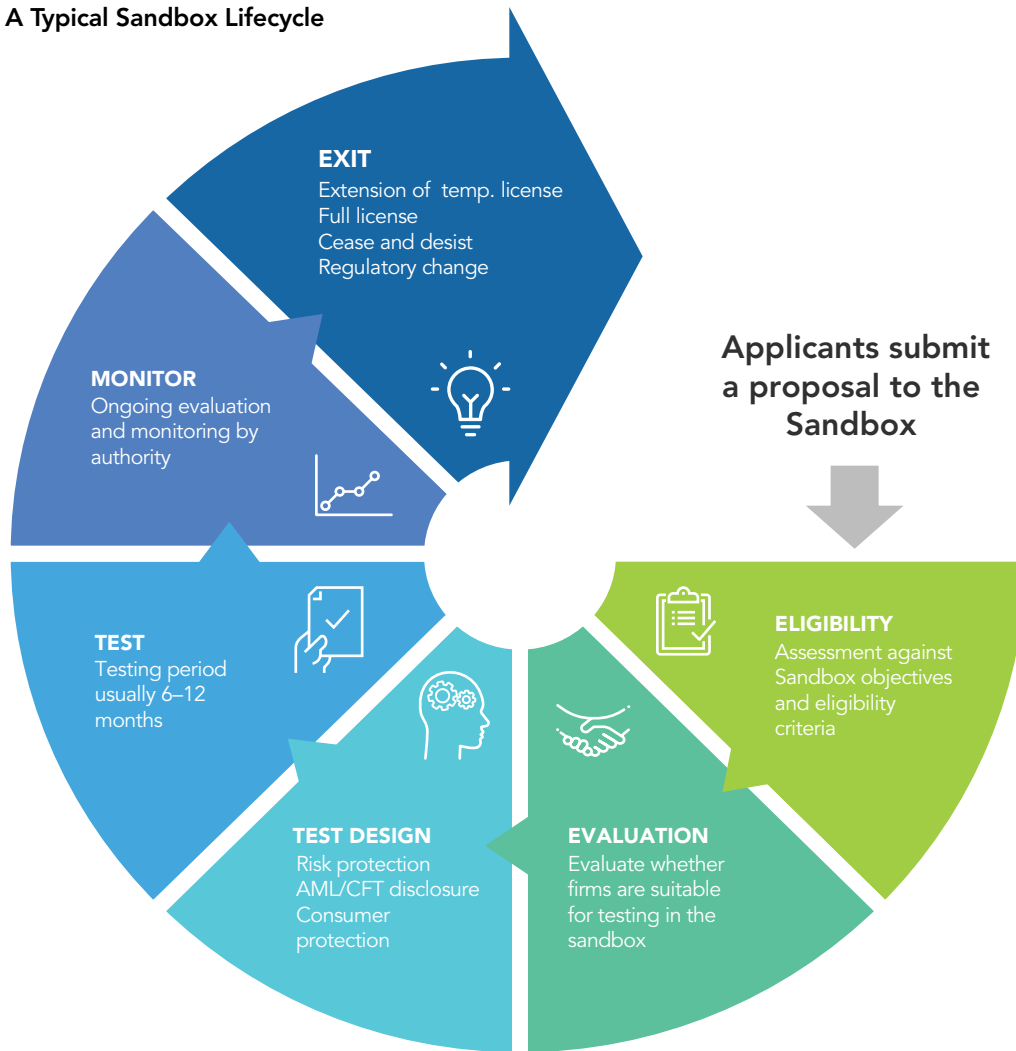 A Typical Sandbox Lifecycle
Applicants submit
a proposal to the
Sandbox
ELIGIBILITY
Assessment against
Sandbox objectives
and eligibility
criteria
EVALUATION
Evaluate whether
firms are suitable
for testing in the
sandbox
TEST DESIGN
Risk protection
AML/CFT disclosure
Consumer
protection
TEST
Testing period
usually 6–12
months
MONITOR
Ongoing evaluation
and monitoring by
authority
EXIT
Extension of temp. license
Full license
Cease and desist
Regulatory change